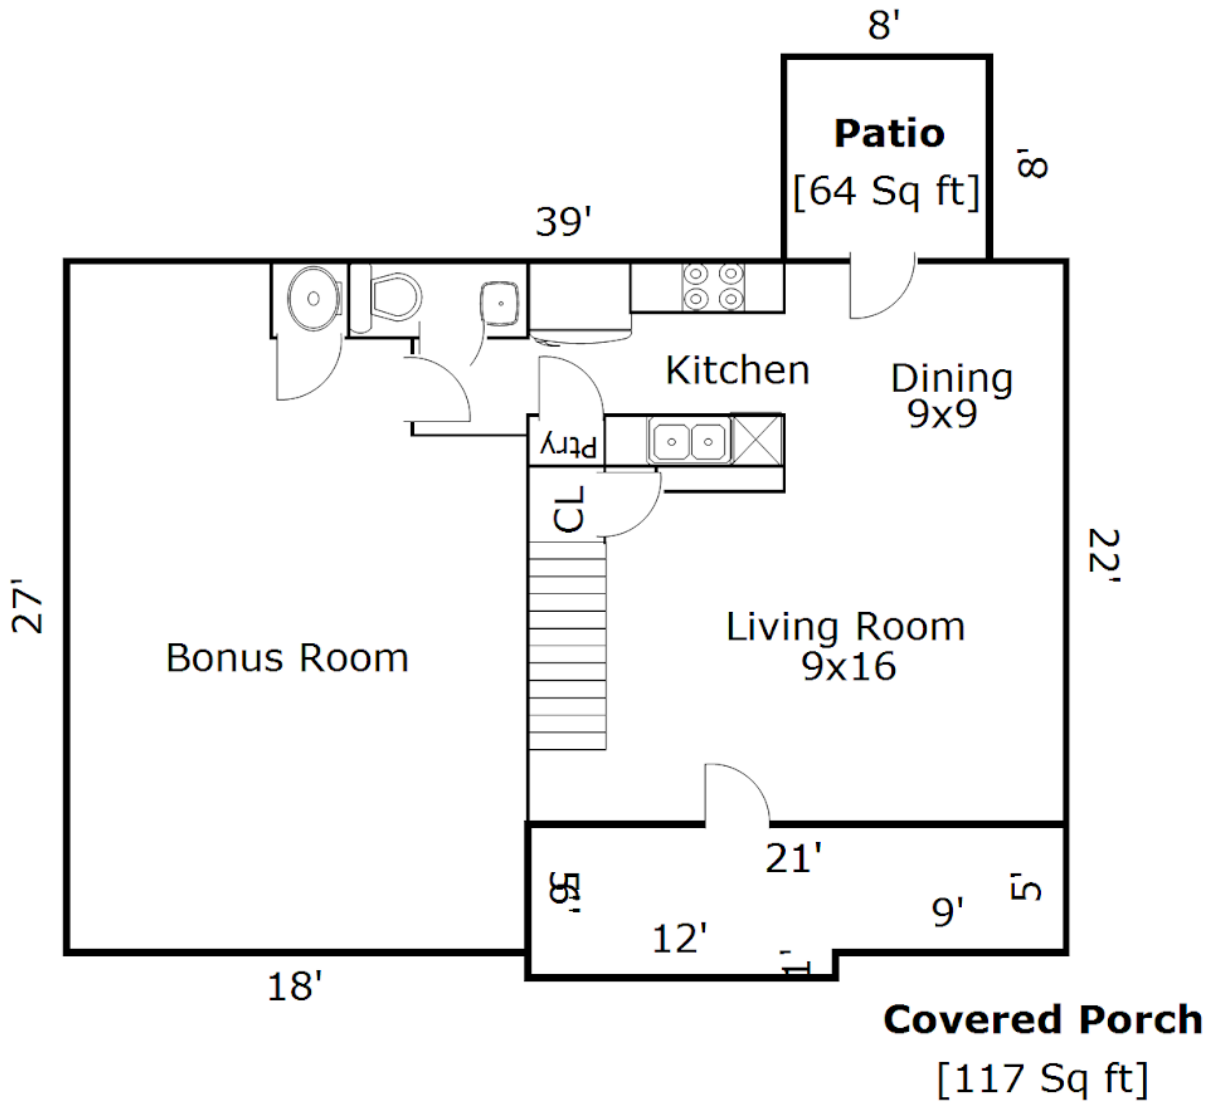 8'
Patio
[64 Sq ft]
8'
39'
Kitchen
Dining
9x9
Ptry
CL
22'
27'
Living Room
9x16
Bonus Room
21'
5'
9'
12'
1'
18'
Covered Porch
[117 Sq ft]